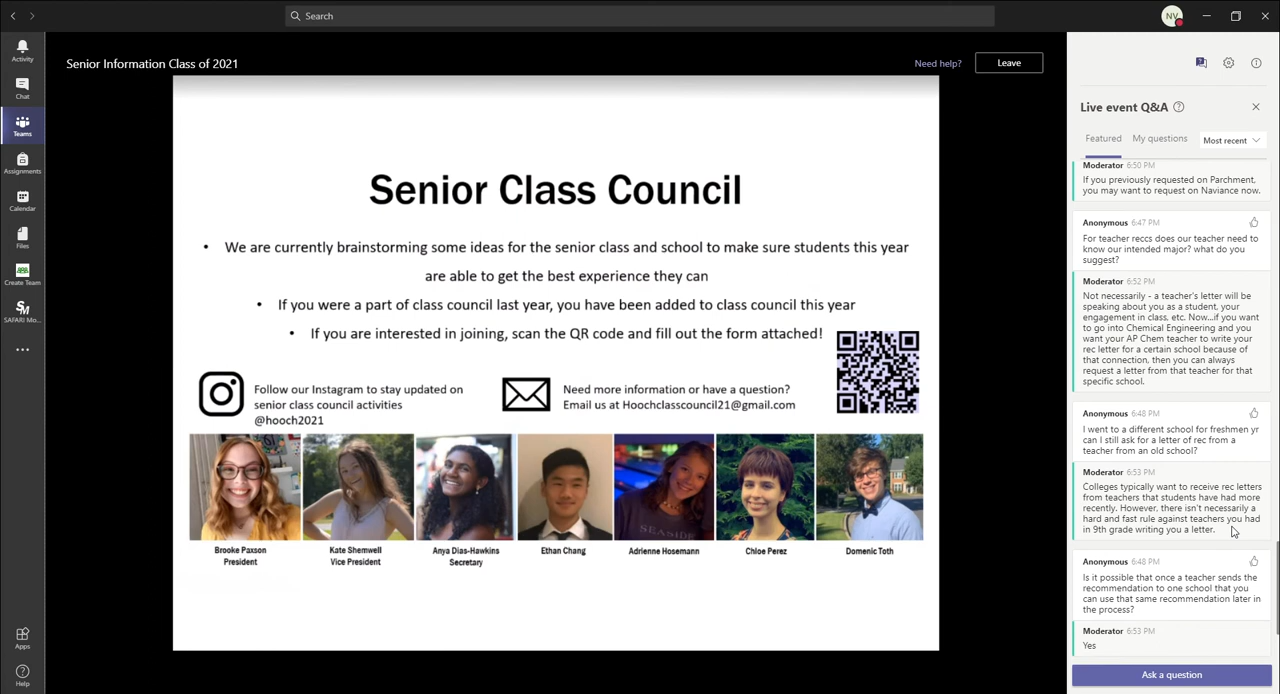 Search
NV
Activity
Chat
Teams
Assignments
Calendar
Files
Create Team
SAFARI Mo...
Apps
Help
Senior Information Class of 2021
Need help?
Leave
Senior Class Council
• We are currently brainstorming some ideas for the senior class and school to make sure students this year
are able to get the best experience they can
• If you were a part of class council last year, you have been added to class council this year
• If you are interested in joining, scan the QR code and fill out the form attached!
Follow our Instagram to stay updated on
senior class council activities
@hooch2021
Need more information or have a question?
Email us at Hoochclasscouncil21@gmail.com
SEASIDE
Brooke Paxson
President
Kate Shemwell
Vice President
Anya Dias-Hawkins
Secretary
Ethan Chang
Adrienne Hosemann
Chloe Perez
Domenic Toth
Live event Q&A
Featured
My questions
Most recent
Moderator 6:50 PM
If you previously requested on Parchment,
you may want to request on Naviance now.
Anonymous 6:47 PM
For teacher reccs does our teacher need to
know our intended major? what do you
suggest?
Moderator 6:52 PM
Not necessarily - a teacher's letter will be
speaking about you as a student, your
engagement in class, etc. Now...if you want
to go into Chemical Engineering and you
want your AP Chem teacher to write your
rec letter for a certain school because of
that connection, then you can always
request a letter from that teacher for that
specific school.
Anonymous 6:48 PM
I went to a different school for freshmen yr
can I still ask for a letter of rec from a
teacher from an old school?
Moderator 6:53 PM
Colleges typically want to receive rec letters
from teachers that students have had more
recently. However, there isn't necessarily a
hard and fast rule against teachers you had
in 9th grade writing you a letter.
Anonymous 6:48 PM
Is it possible that once a teacher sends the
recommendation to one school that you
can use that same recommendation later in
the process?
Moderator 6:53 PM
Yes
Ask a question